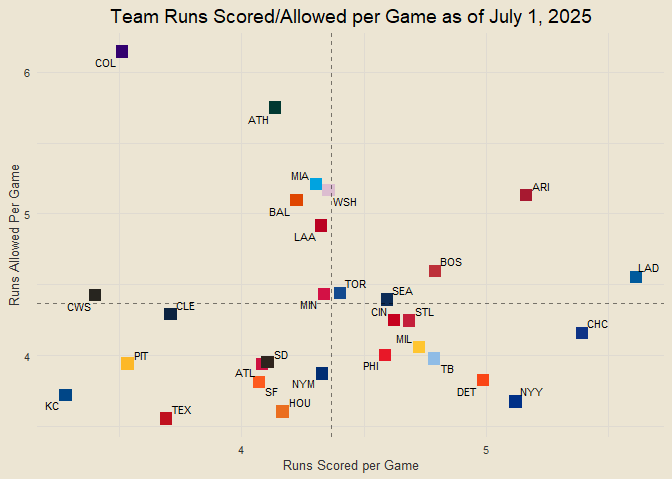 Team Runs Scored/Allowed per Game as of July 1, 2025
COL
6
ATH
MIA
ARI
WSH
BAL
5
LAA
BOS
LAD
TOR
SEA
MIN
CWS
CLE
CIN
STL
CHC
MIL
PIT
SD
4
PHI
TB
ATL
NYM
SF
DET
NYY
KC
HOU
TEX
4
5
Runs Scored per Game
Runs Allowed Per Game